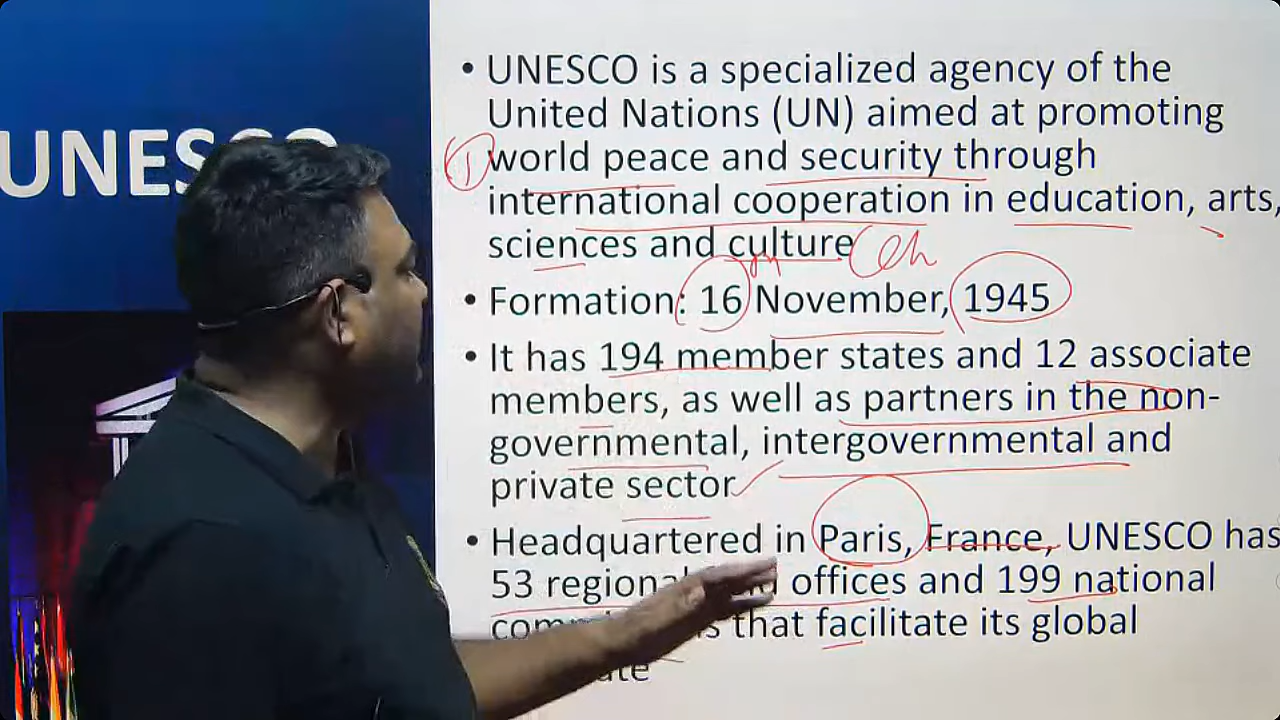 UNESCO
• UNESCO is a specialized agency of the
United Nations (UN) aimed at promoting
① world peace and security through
international cooperation in education, arts,
sciences and culture
• Formation: 16 November, 1945
• It has 194 member states and 12 associate
members, as well as partners in the non-
governmental, intergovernmental and
private sector
• Headquartered in Paris, France, UNESCO has
53 regional offices and 199 national
that facilitate its global